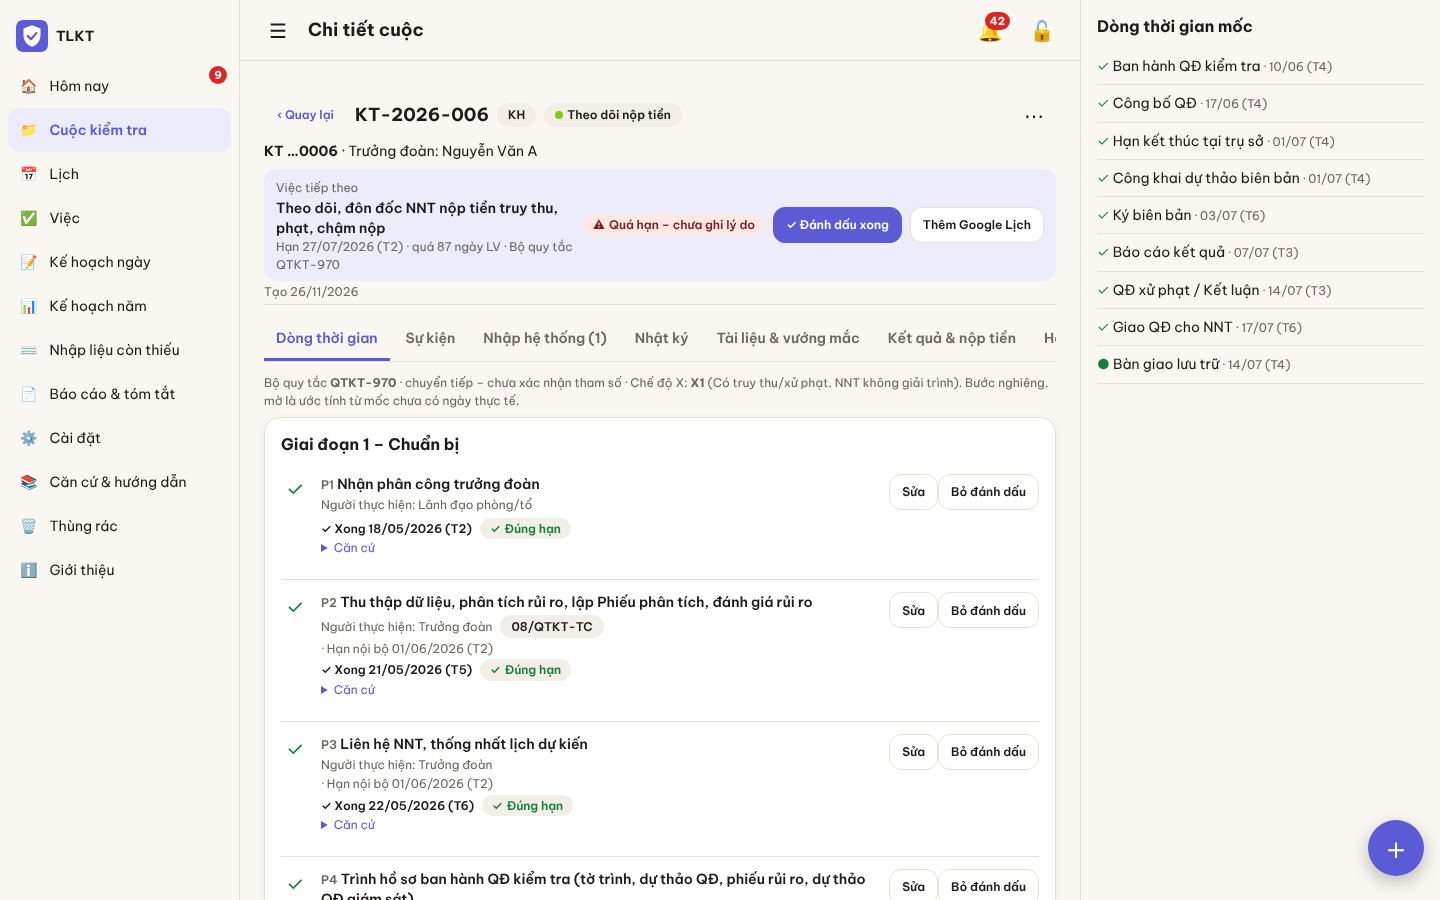 TLKT
Hôm nay
9
Cuộc kiểm tra
Lịch
Việc
Kế hoạch ngày
Kế hoạch năm
Nhập liệu còn thiếu
Báo cáo & tóm tắt
Cài đặt
Căn cứ & hướng dẫn
Thùng rác
Giới thiệu
☰ Chi tiết cuộc
42
‹ Quay lại KT-2026-006 KH Theo dõi nộp tiền ...
KT ...0006 · Trưởng đoàn: Nguyễn Văn A
Việc tiếp theo
Theo dõi, đôn đốc NNT nộp tiền truy thu,
phạt, chậm nộp
Hạn 27/07/2026 (T2) · quá 87 ngày LV · Bộ quy tắc
QTKT-970
⚠ Quá hạn – chưa ghi lý do
✓ Đánh dấu xong
Thêm Google Lịch
Tạo 26/11/2026
Dòng thời gian Sự kiện Nhập hệ thống (1) Nhật ký Tài liệu & vướng mắc Kết quả & nộp tiền
Bộ quy tắc QTKT-970 · chuyển tiếp – chưa xác nhận tham số · Chế độ X: X1 (Có truy thu/xử phạt, NNT không giải trình). Bước nghiêng,
mờ là ước tính từ mốc chưa có ngày thực tế.
Giai đoạn 1 – Chuẩn bị
✓ P1 Nhận phân công trưởng đoàn
Người thực hiện: Lãnh đạo phòng/tổ
✓ Xong 18/05/2026 (T2) ✓ Đúng hạn
▶ Căn cứ
Sửa Bỏ đánh dấu
✓ P2 Thu thập dữ liệu, phân tích rủi ro, lập Phiếu phân tích, đánh giá rủi ro
Người thực hiện: Trưởng đoàn 08/QTKT-TC
· Hạn nội bộ 01/06/2026 (T2)
✓ Xong 21/05/2026 (T5) ✓ Đúng hạn
▶ Căn cứ
Sửa Bỏ đánh dấu
✓ P3 Liên hệ NNT, thống nhất lịch dự kiến
Người thực hiện: Trưởng đoàn
· Hạn nội bộ 01/06/2026 (T2)
✓ Xong 22/05/2026 (T6) ✓ Đúng hạn
▶ Căn cứ
Sửa Bỏ đánh dấu
✓ P4 Trình hồ sơ ban hành QĐ kiểm tra (tờ trình, dự thảo QĐ, phiếu rủi ro, dự thảo
QĐ giám sát)
Sửa Bỏ đánh dấu
Dòng thời gian mốc
✓ Ban hành QĐ kiểm tra · 10/06 (T4)
✓ Công bố QĐ · 17/06 (T4)
✓ Hạn kết thúc tại trụ sở · 01/07 (T4)
✓ Công khai dự thảo biên bản · 01/07 (T4)
✓ Ký biên bản · 03/07 (T6)
✓ Báo cáo kết quả · 07/07 (T3)
✓ QĐ xử phạt / Kết luận · 14/07 (T3)
✓ Giao QĐ cho NNT · 17/07 (T6)
● Bàn giao lưu trữ · 14/07 (T4)
+